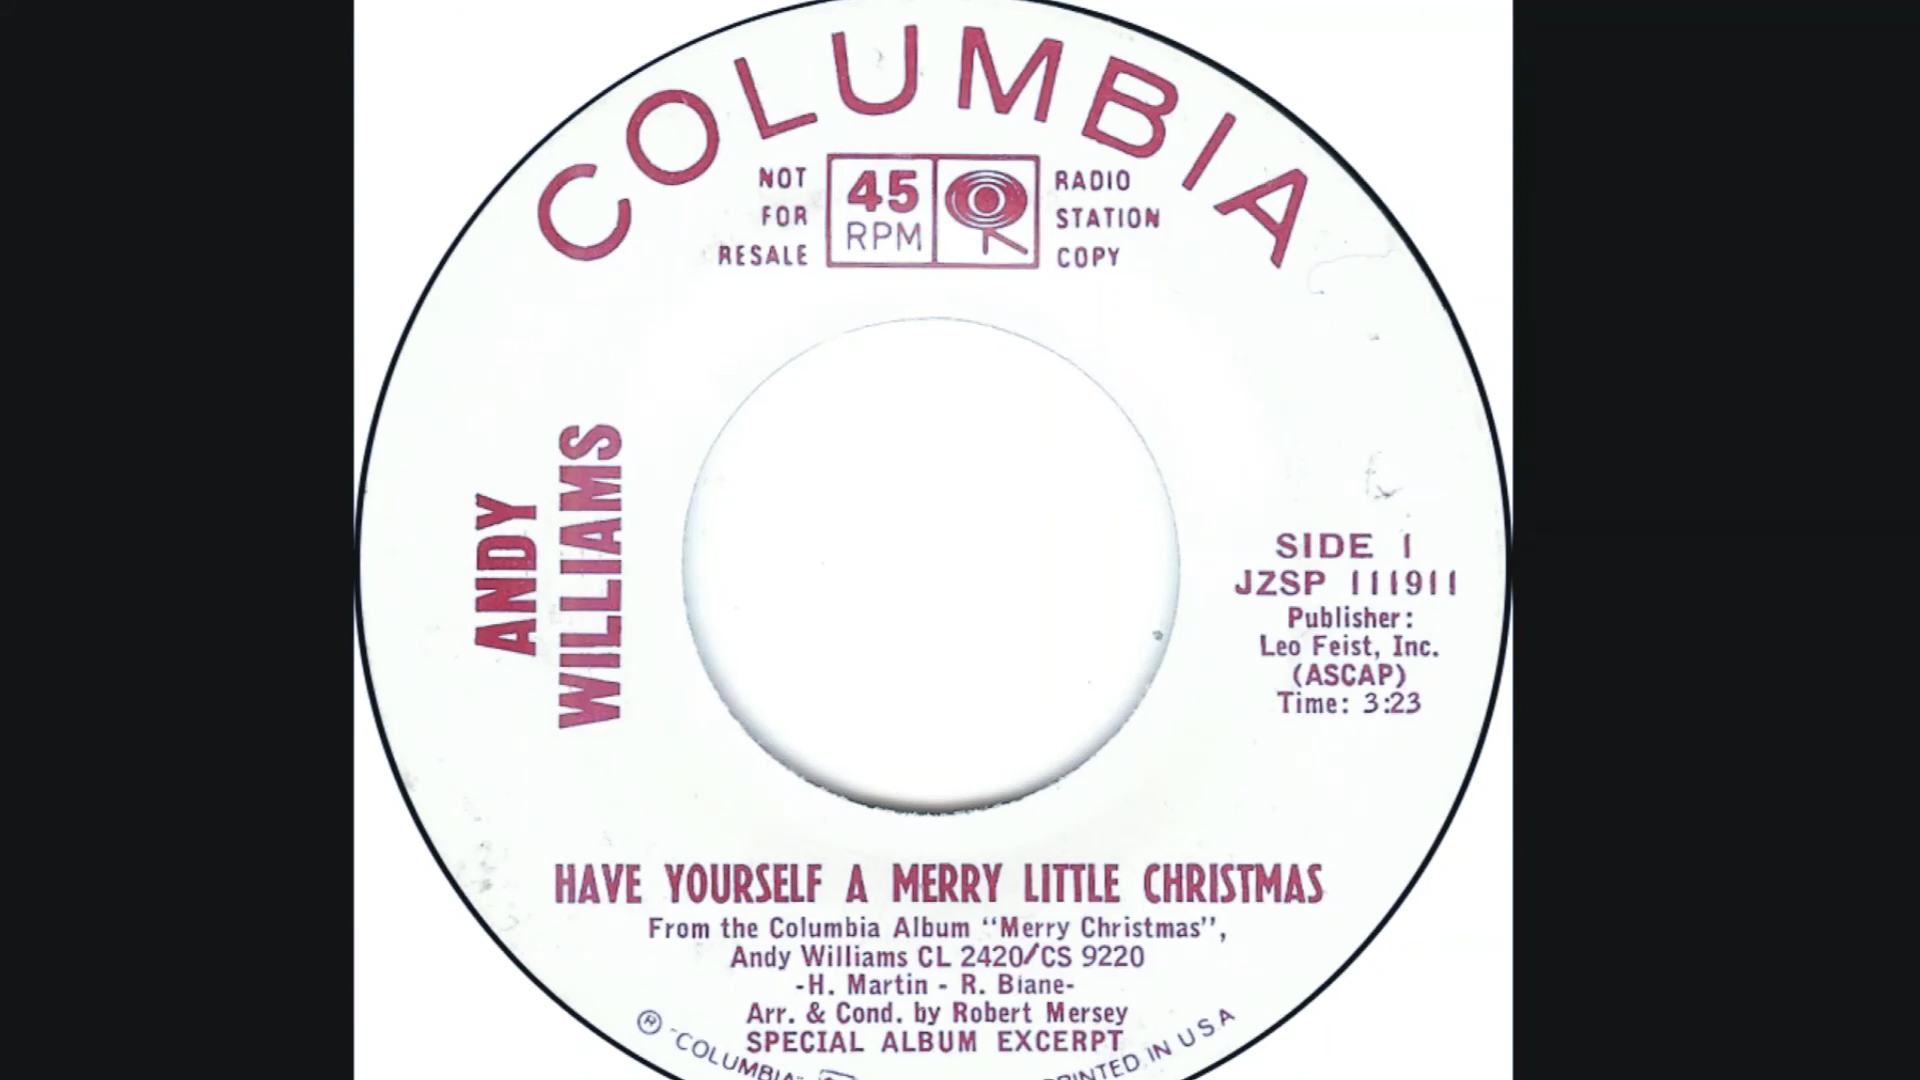 COLUMBIA
NOT
FOR
RESALE
45
RPM
RADIO
STATION
COPY
ANDY
WILLIAMS
SIDE 1
JZSP 111911
Publisher:
Leo Feist, Inc.
(ASCAP)
Time: 3:23
HAVE YOURSELF A MERRY LITTLE CHRISTMAS
From the Columbia Album "Merry Christmas",
Andy Williams CL 2420/CS 9220
-H. Martin - R. Blane-
Arr. & Cond. by Robert Mersey
SPECIAL ALBUM EXCERPT
® "COLUMBIA"
PRINTED IN U S A